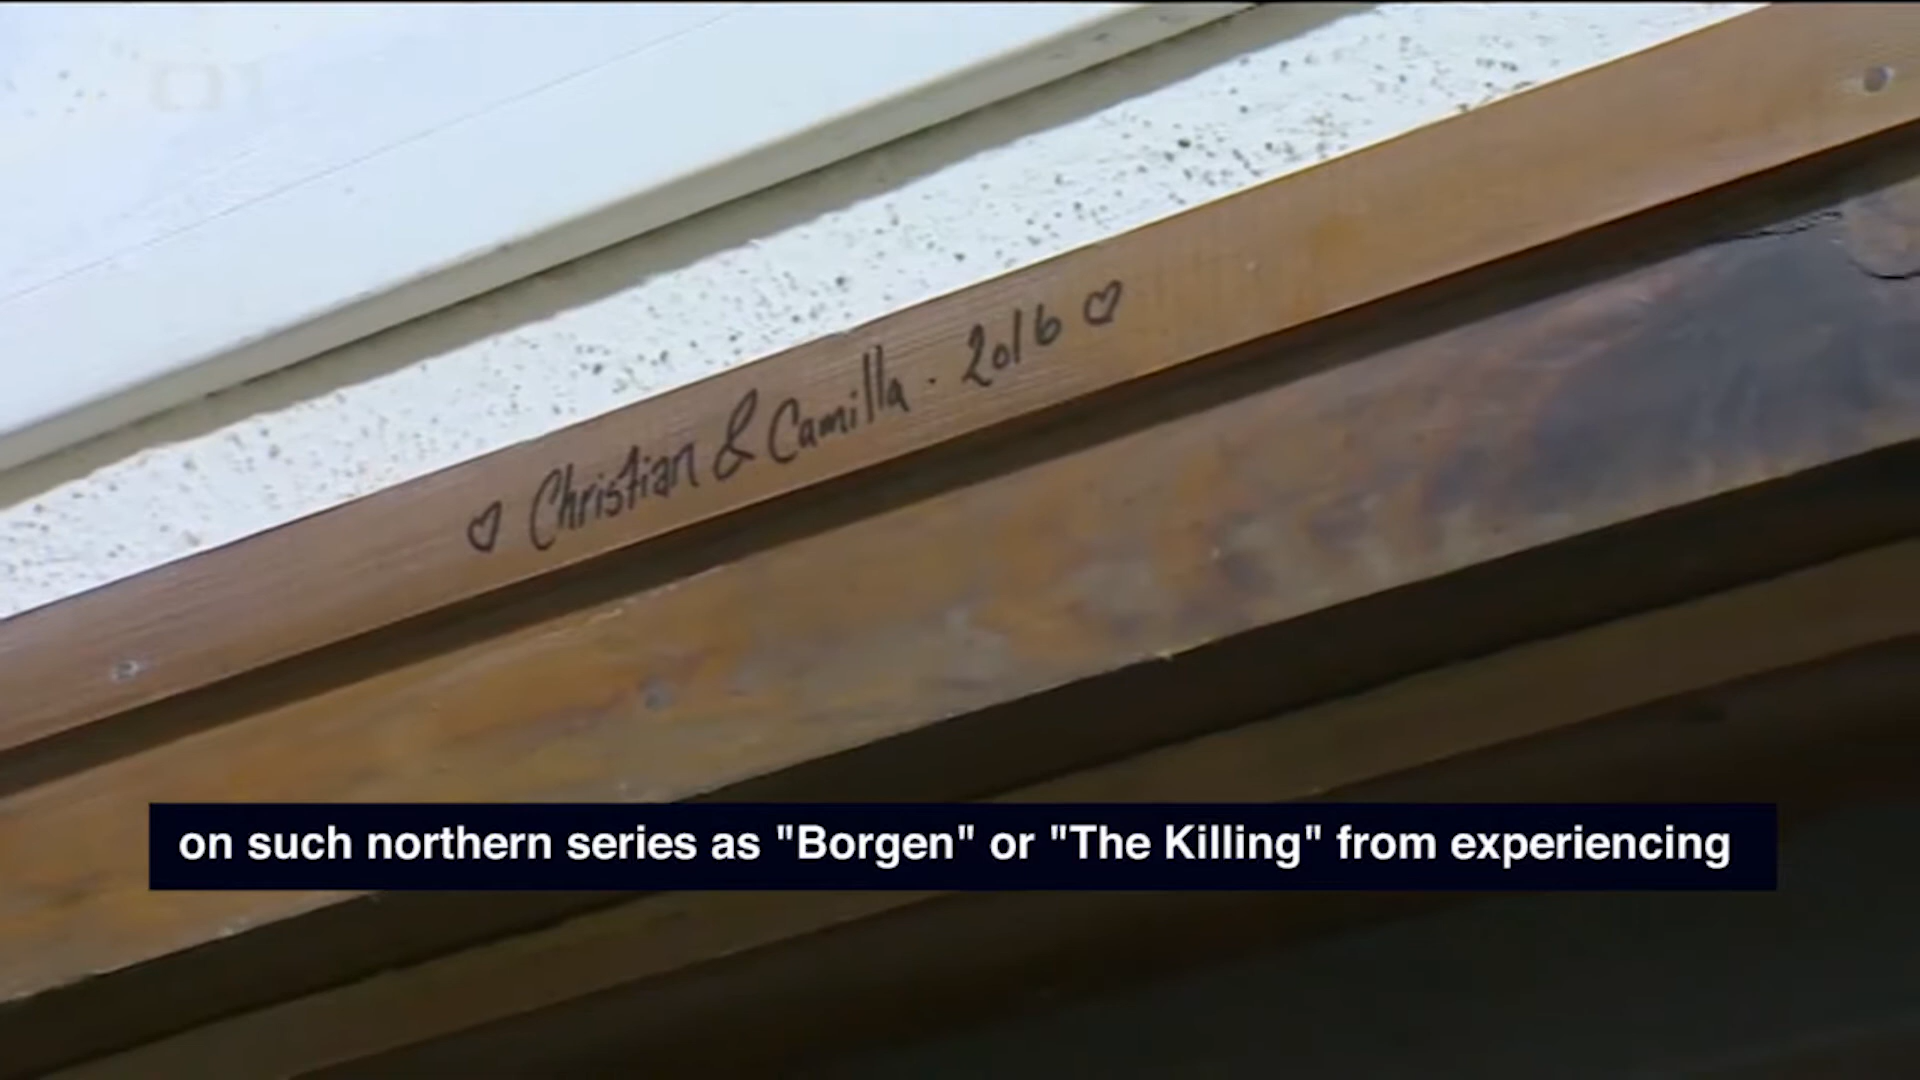 ♡ Christian & Camilla · 2016 ♡
on such northern series as "Borgen" or "The Killing" from experiencing